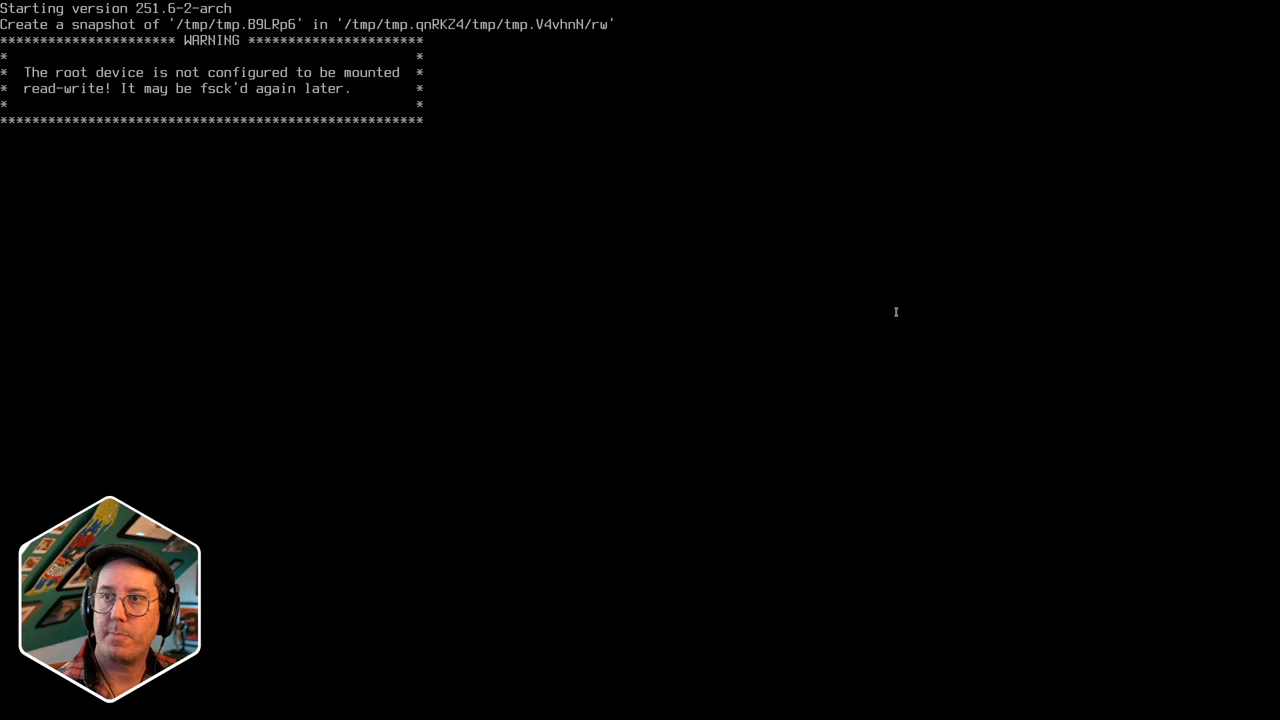 Starting version 251.6-2-arch
Create a snapshot of '/tmp/tmp.B9LRp6' in '/tmp/tmp.qnRKZ4/tmp/tmp.V4vhnN/rw'
********************** WARNING **********************
*                                                   *
*  The root device is not configured to be mounted  *
*  read-write! It may be fsck'd again later.        *
*                                                   *
*****************************************************